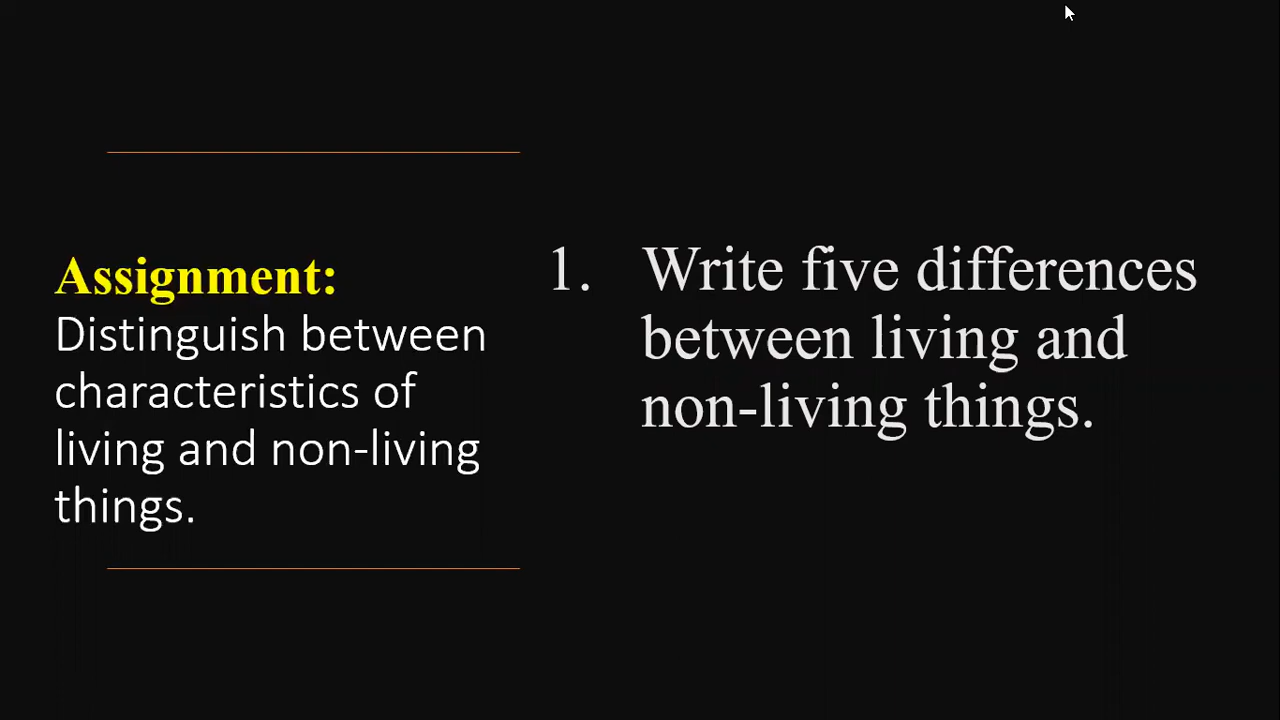 Assignment:
Distinguish between
characteristics of
living and non-living
things.
1. Write five differences
between living and
non-living things.